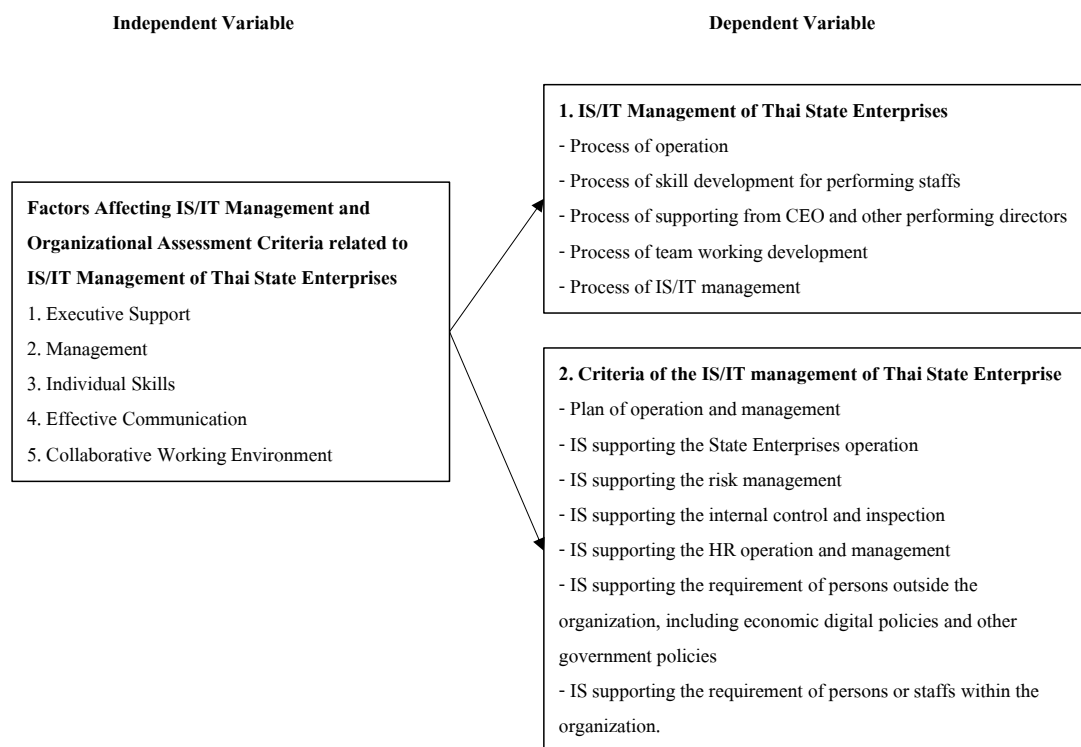 Independent Variable
Dependent Variable
Factors Affecting IS/IT Management and
Organizational Assessment Criteria related to
IS/IT Management of Thai State Enterprises
1. Executive Support
2. Management
3. Individual Skills
4. Effective Communication
5. Collaborative Working Environment
1. IS/IT Management of Thai State Enterprises
- Process of operation
- Process of skill development for performing staffs
- Process of supporting from CEO and other performing directors
- Process of team working development
- Process of IS/IT management
2. Criteria of the IS/IT management of Thai State Enterprise
- Plan of operation and management
- IS supporting the State Enterprises operation
- IS supporting the risk management
- IS supporting the internal control and inspection
- IS supporting the HR operation and management
- IS supporting the requirement of persons outside the
organization, including economic digital policies and other
government policies
- IS supporting the requirement of persons or staffs within the
organization.